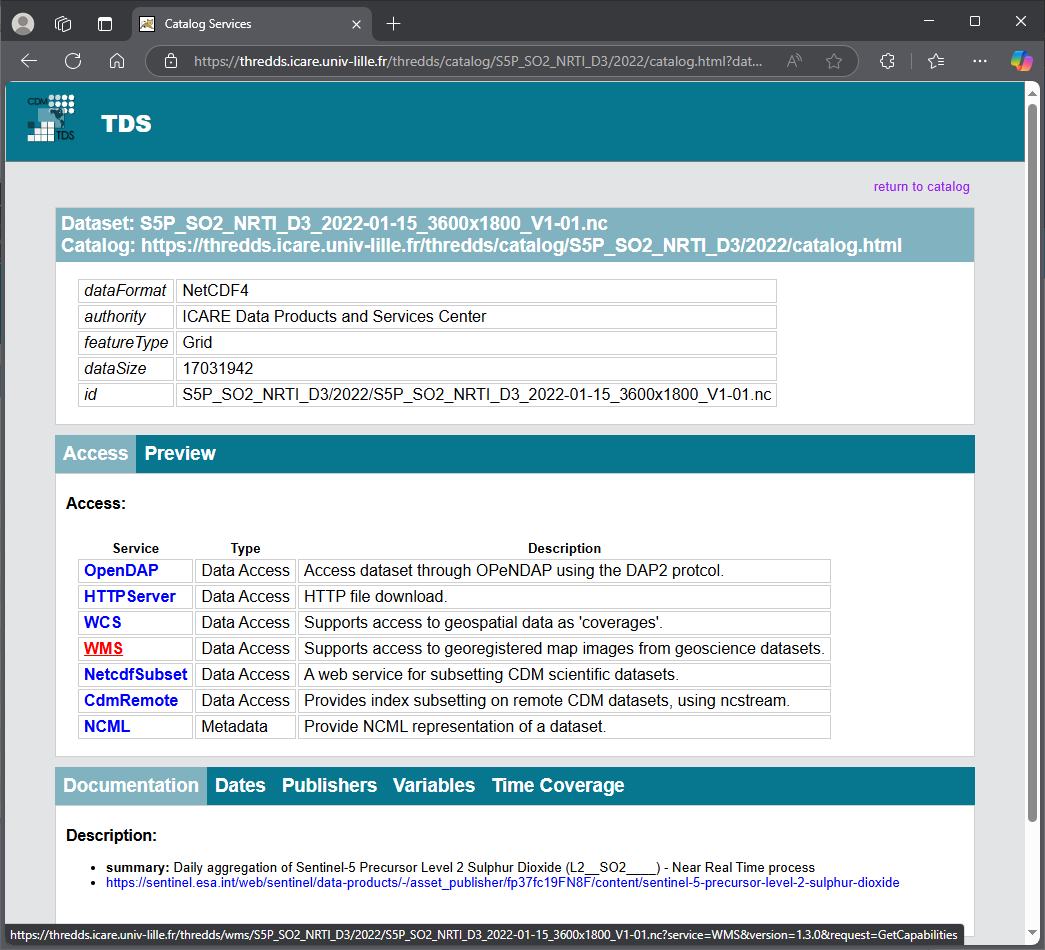 Catalog Services
https://thredds.icare.univ-lille.fr/thredds/catalog/S5P_SO2_NRTI_D3/2022/catalog.html?dat...
CDM
TDS
TDS
return to catalog
Dataset: S5P_SO2_NRTI_D3_2022-01-15_3600x1800_V1-01.nc
Catalog: https://thredds.icare.univ-lille.fr/thredds/catalog/S5P_SO2_NRTI_D3/2022/catalog.html
dataFormat NetCDF4
authority ICARE Data Products and Services Center
featureType Grid
dataSize 17031942
id S5P_SO2_NRTI_D3/2022/S5P_SO2_NRTI_D3_2022-01-15_3600x1800_V1-01.nc
Access Preview
Access:
Service Type Description
OpenDAP Data Access Access dataset through OPeNDAP using the DAP2 protcol.
HTTPServer Data Access HTTP file download.
WCS Data Access Supports access to geospatial data as 'coverages'.
WMS Data Access Supports access to georegistered map images from geoscience datasets.
NetcdfSubset Data Access A web service for subsetting CDM scientific datasets.
CdmRemote Data Access Provides index subsetting on remote CDM datasets, using ncstream.
NCML Metadata Provide NCML representation of a dataset.
Documentation Dates Publishers Variables Time Coverage
Description:
• summary: Daily aggregation of Sentinel-5 Precursor Level 2 Sulphur Dioxide (L2__SO2____) - Near Real Time process
• https://sentinel.esa.int/web/sentinel/data-products/-/asset_publisher/fp37fc19FN8F/content/sentinel-5-precursor-level-2-sulphur-dioxide
https://thredds.icare.univ-lille.fr/thredds/wms/S5P_SO2_NRTI_D3/2022/S5P_SO2_NRTI_D3_2022-01-15_3600x1800_V1-01.nc?service=WMS&version=1.3.0&request=GetCapabilities